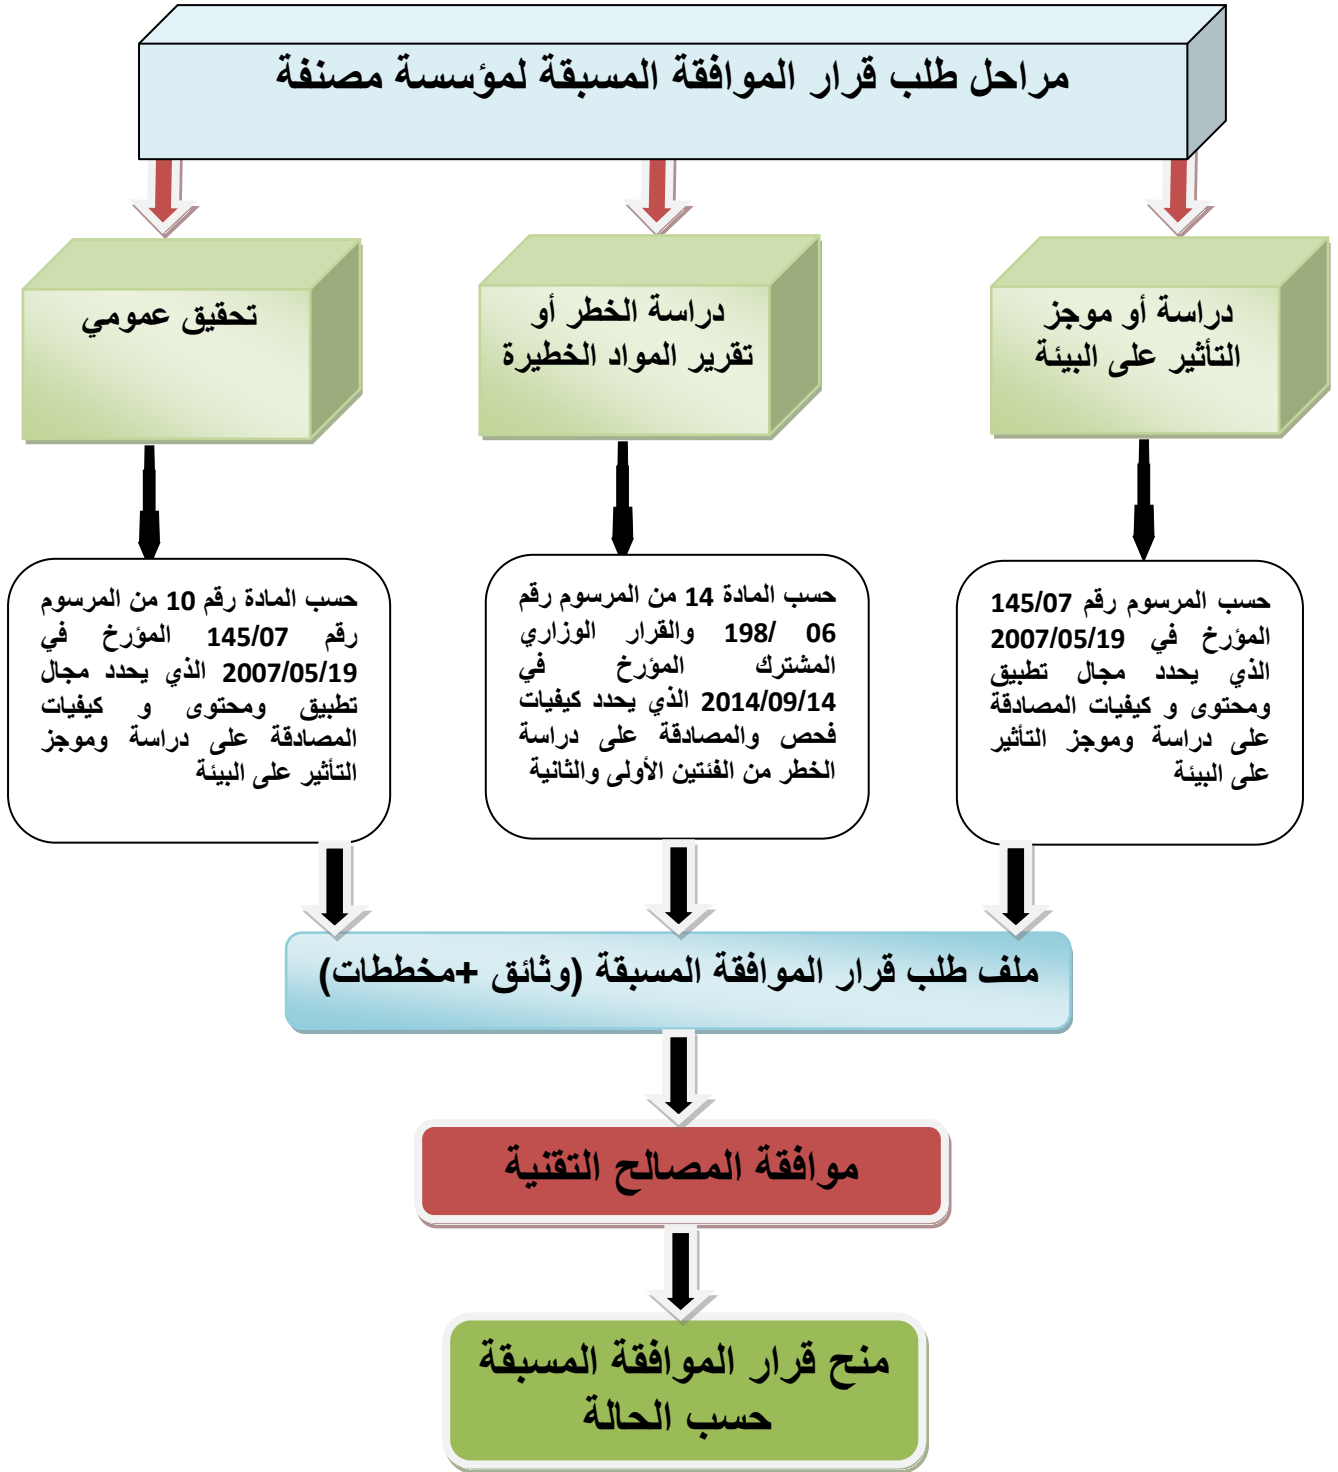 مراحل طلب قرار الموافقة المسبقة لمؤسسة مصنفة
دراسة أو موجز
التأثير على البيئة
دراسة الخطر أو
تقرير المواد الخطيرة
تحقيق عمومي
حسب المرسوم رقم 145/07
المؤرخ في 2007/05/19
الذي يحدد مجال تطبيق
ومحتوى و كيفيات المصادقة
على دراسة وموجز التأثير
على البيئة
حسب المادة 14 من المرسوم رقم
06 /198 والقرار الوزاري
المشترك المؤرخ في
2014/09/14 الذي يحدد كيفيات
فحص والمصادقة على دراسة
الخطر من الفئتين الأولى والثانية
حسب المادة رقم 10 من المرسوم
رقم 145/07 المؤرخ في
2007/05/19 الذي يحدد مجال
تطبيق ومحتوى و كيفيات
المصادقة على دراسة وموجز
التأثير على البيئة
ملف طلب قرار الموافقة المسبقة (وثائق +مخططات)
موافقة المصالح التقنية
منح قرار الموافقة المسبقة
حسب الحالة